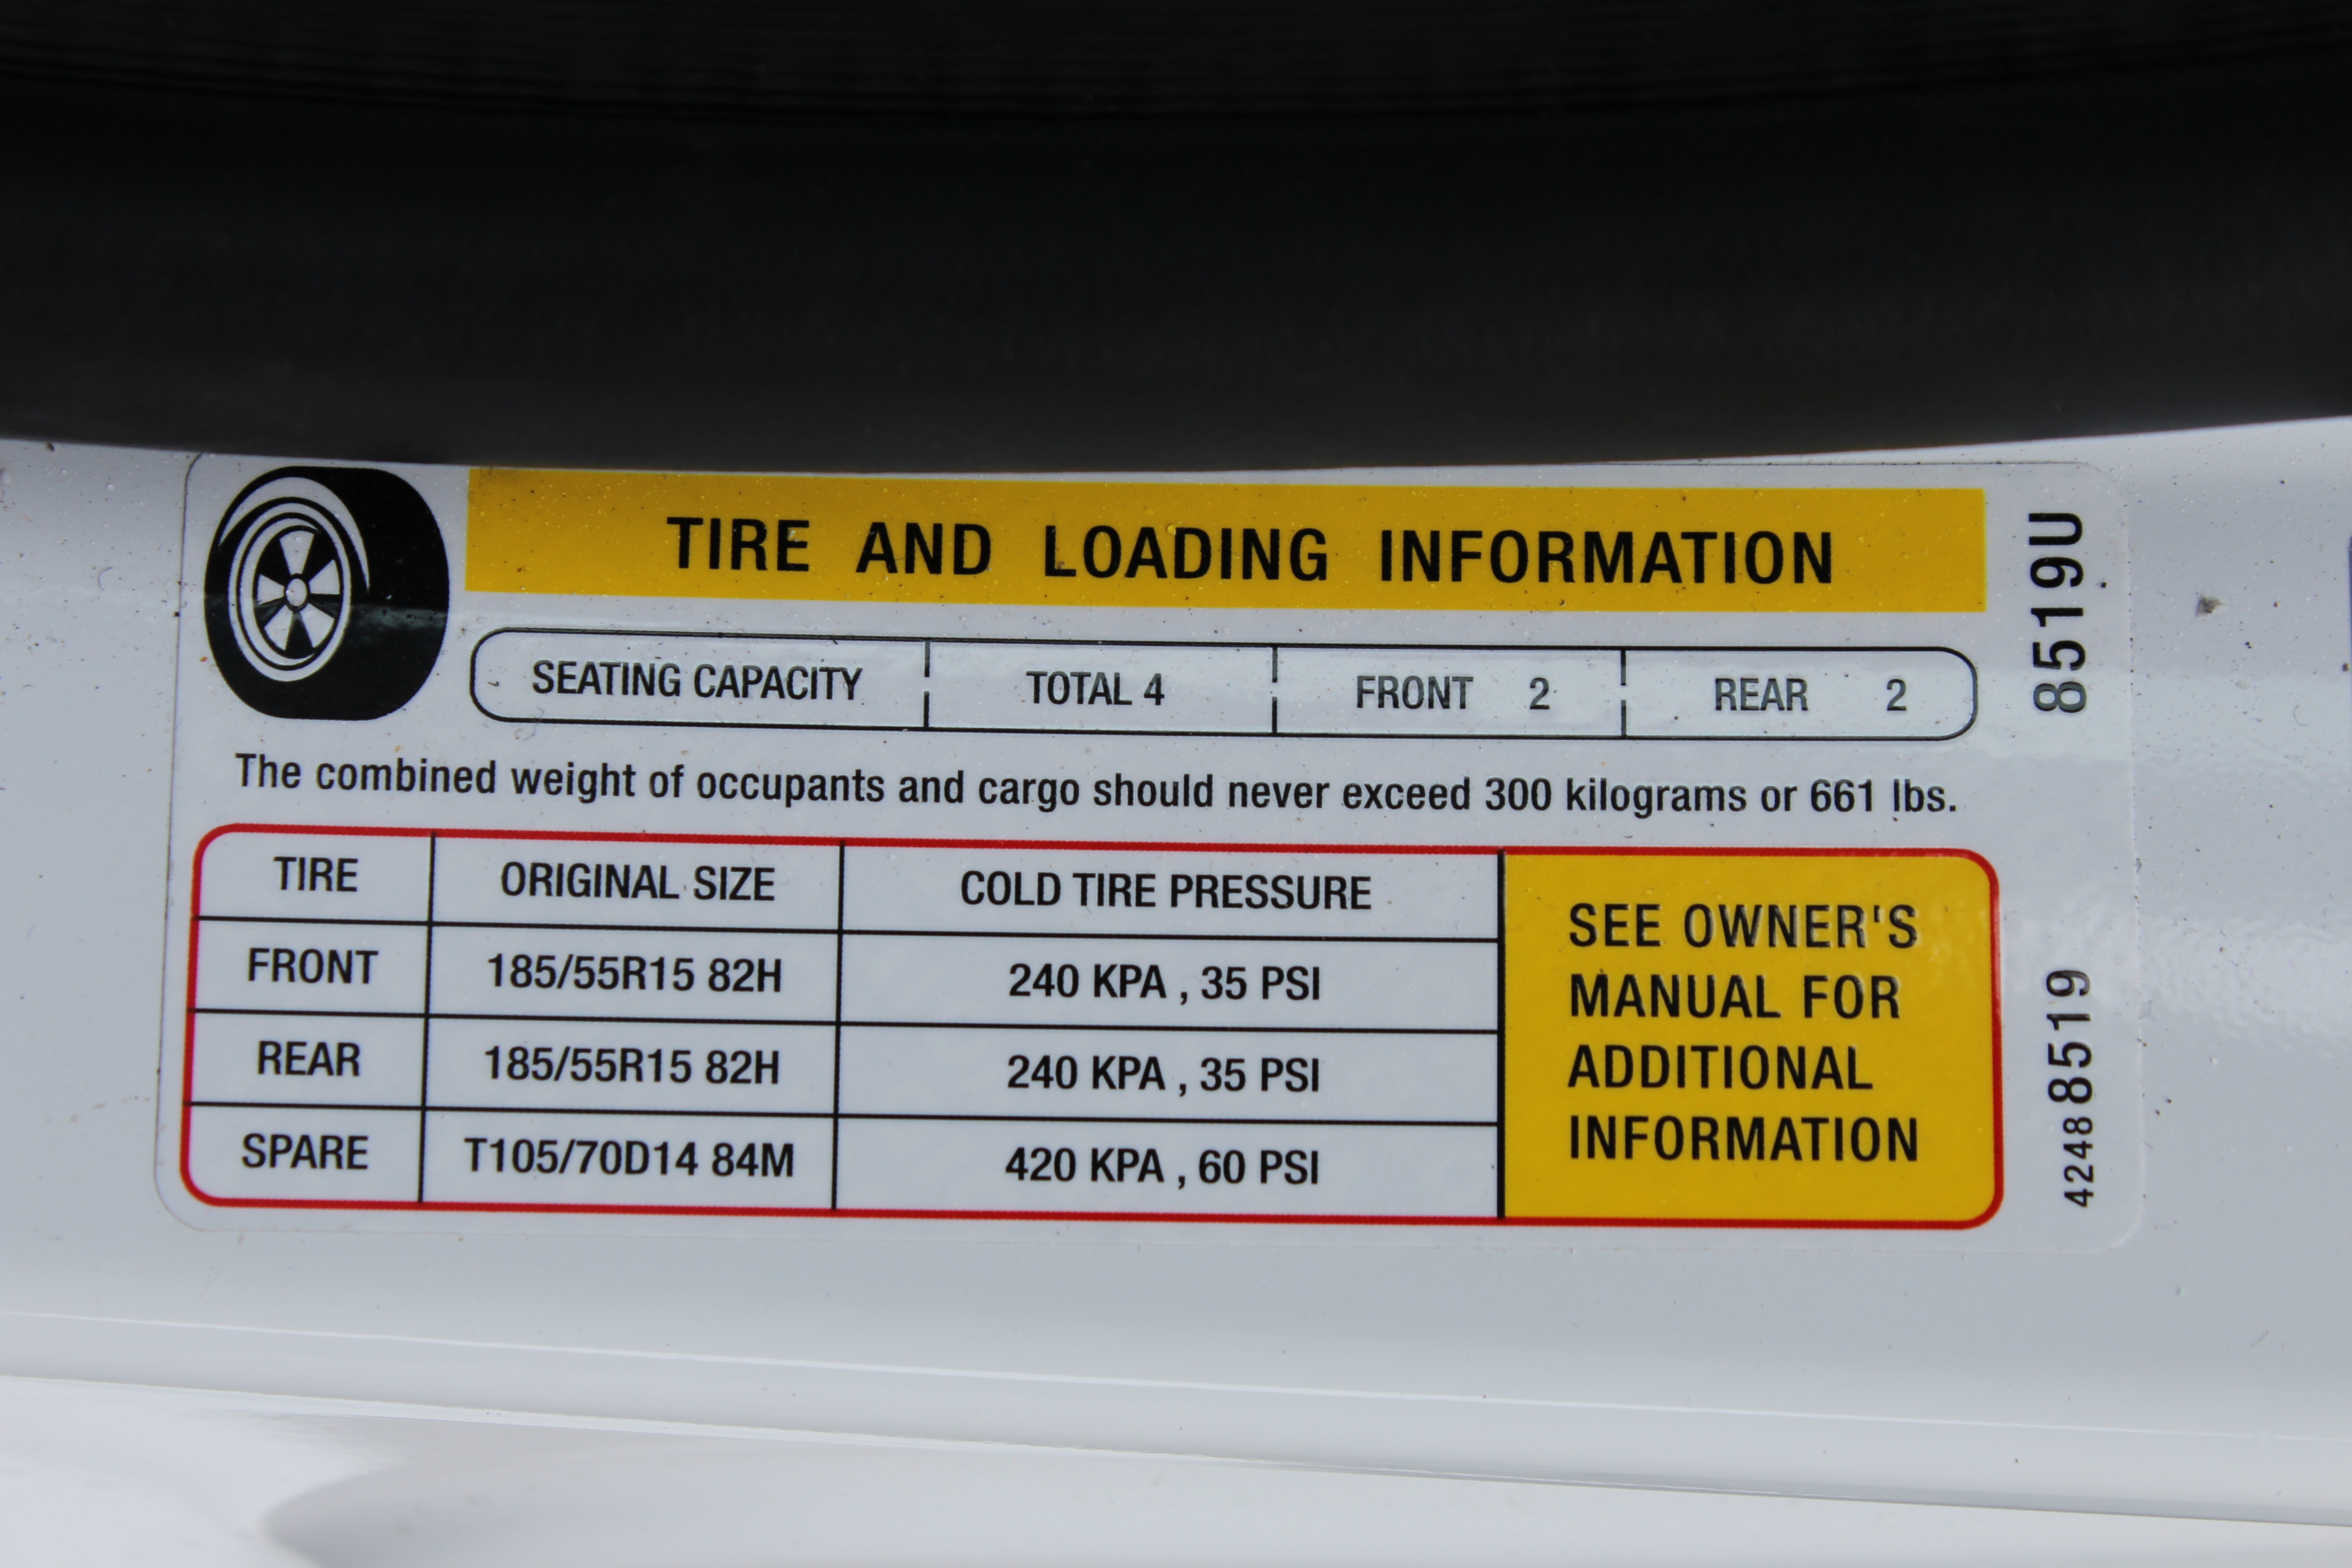 TIRE AND LOADING INFORMATION
SEATING CAPACITY TOTAL 4 FRONT 2 REAR 2
The combined weight of occupants and cargo should never exceed 300 kilograms or 661 lbs.
TIRE ORIGINAL SIZE COLD TIRE PRESSURE
FRONT 185/55R15 82H 240 KPA , 35 PSI
REAR 185/55R15 82H 240 KPA , 35 PSI
SPARE T105/70D14 84M 420 KPA , 60 PSI
SEE OWNER'S
MANUAL FOR
ADDITIONAL
INFORMATION
8519U
42488519